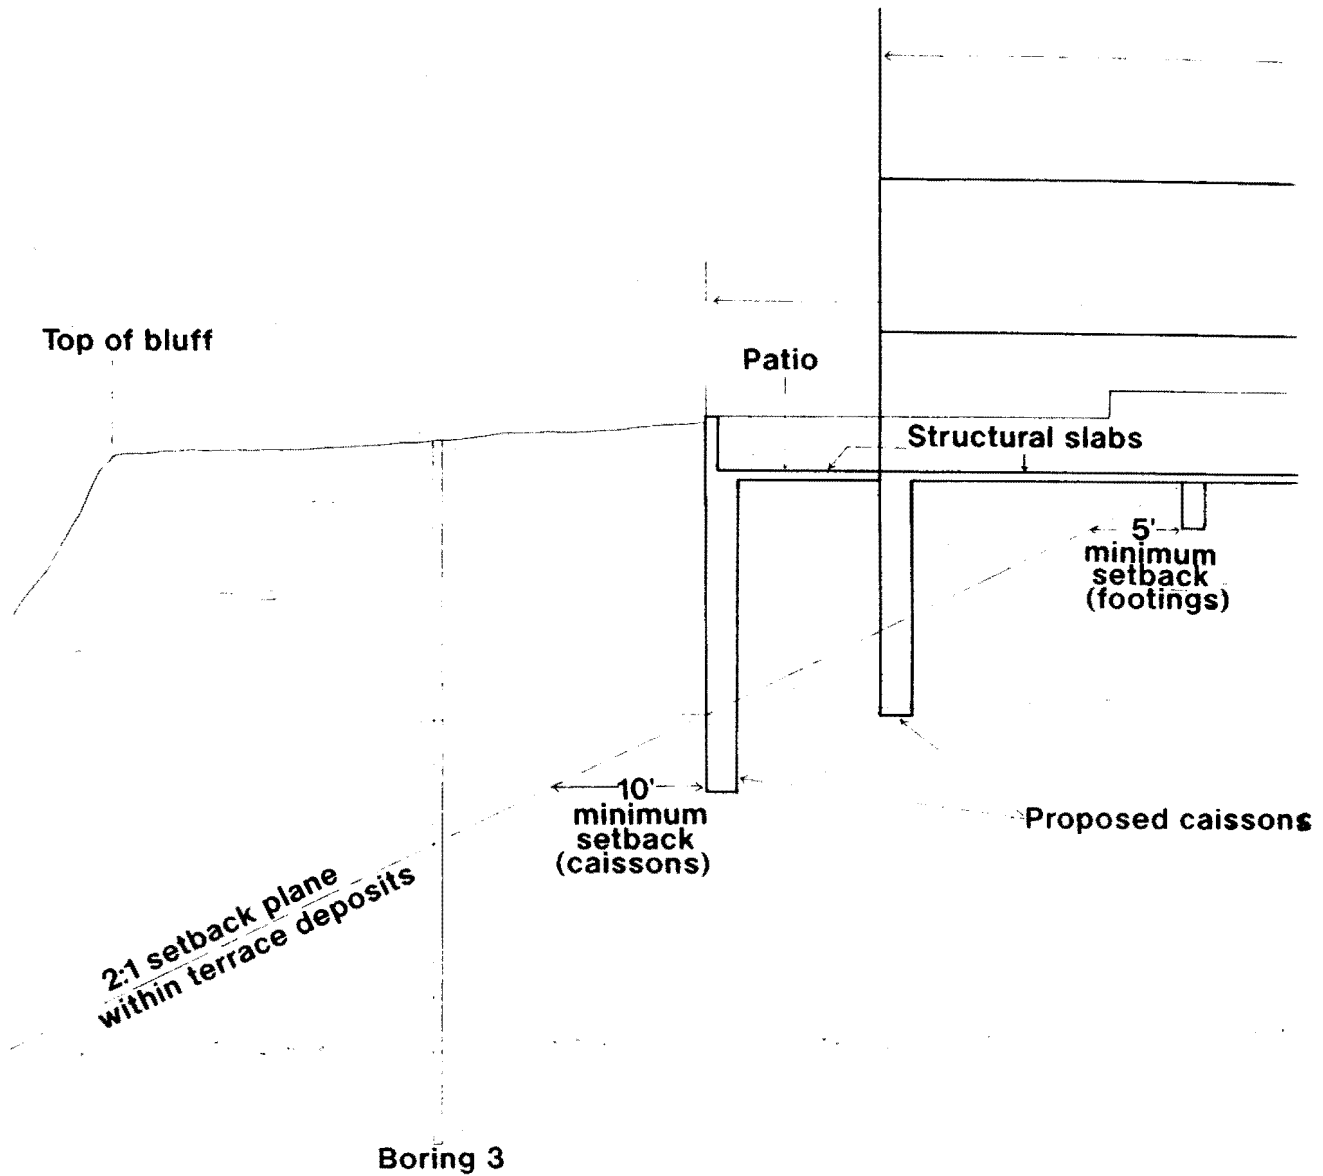 Top of bluff
Patio
Structural slabs
5'
minimum
setback
(footings)
10'
minimum
setback
(caissons)
Proposed caissons
2:1 setback plane
within terrace deposits
Boring 3